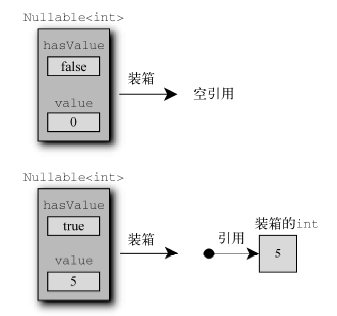 Nullable<int>
hasValue
false
value
0
装箱
空引用
Nullable<int>
hasValue
true
value
5
装箱
引用
装箱的int
5